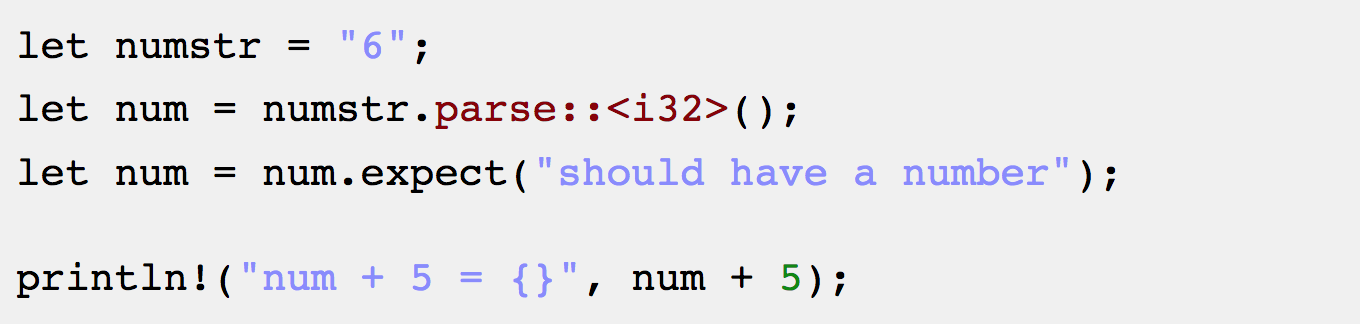 let numstr = "6";
let num = numstr.parse::<i32>();
let num = num.expect("should have a number");
println!("num + 5 = {}", num + 5);